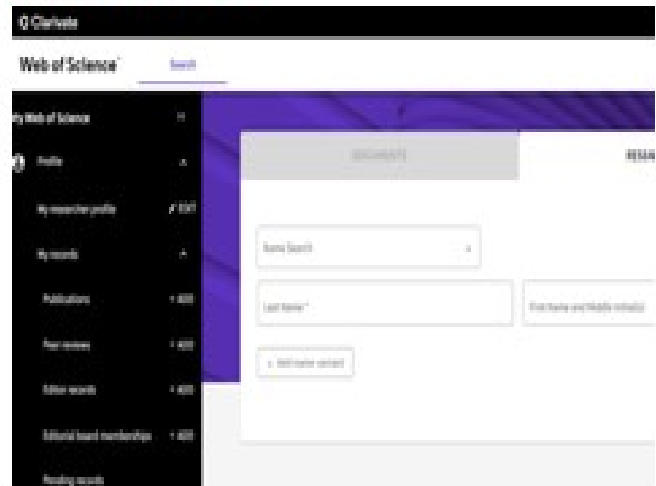 Clarivate
Web of Science™ Search
My Web of Science
Profile
My researcher profile EDIT
My records
Publications + ADD
Peer reviews + ADD
Editor records + ADD
Editorial board memberships + ADD
Pending records
DOCUMENTS
RESEAR
Name Search
Last Name *
First Name and Middle Initial(s)
+ Add name variant